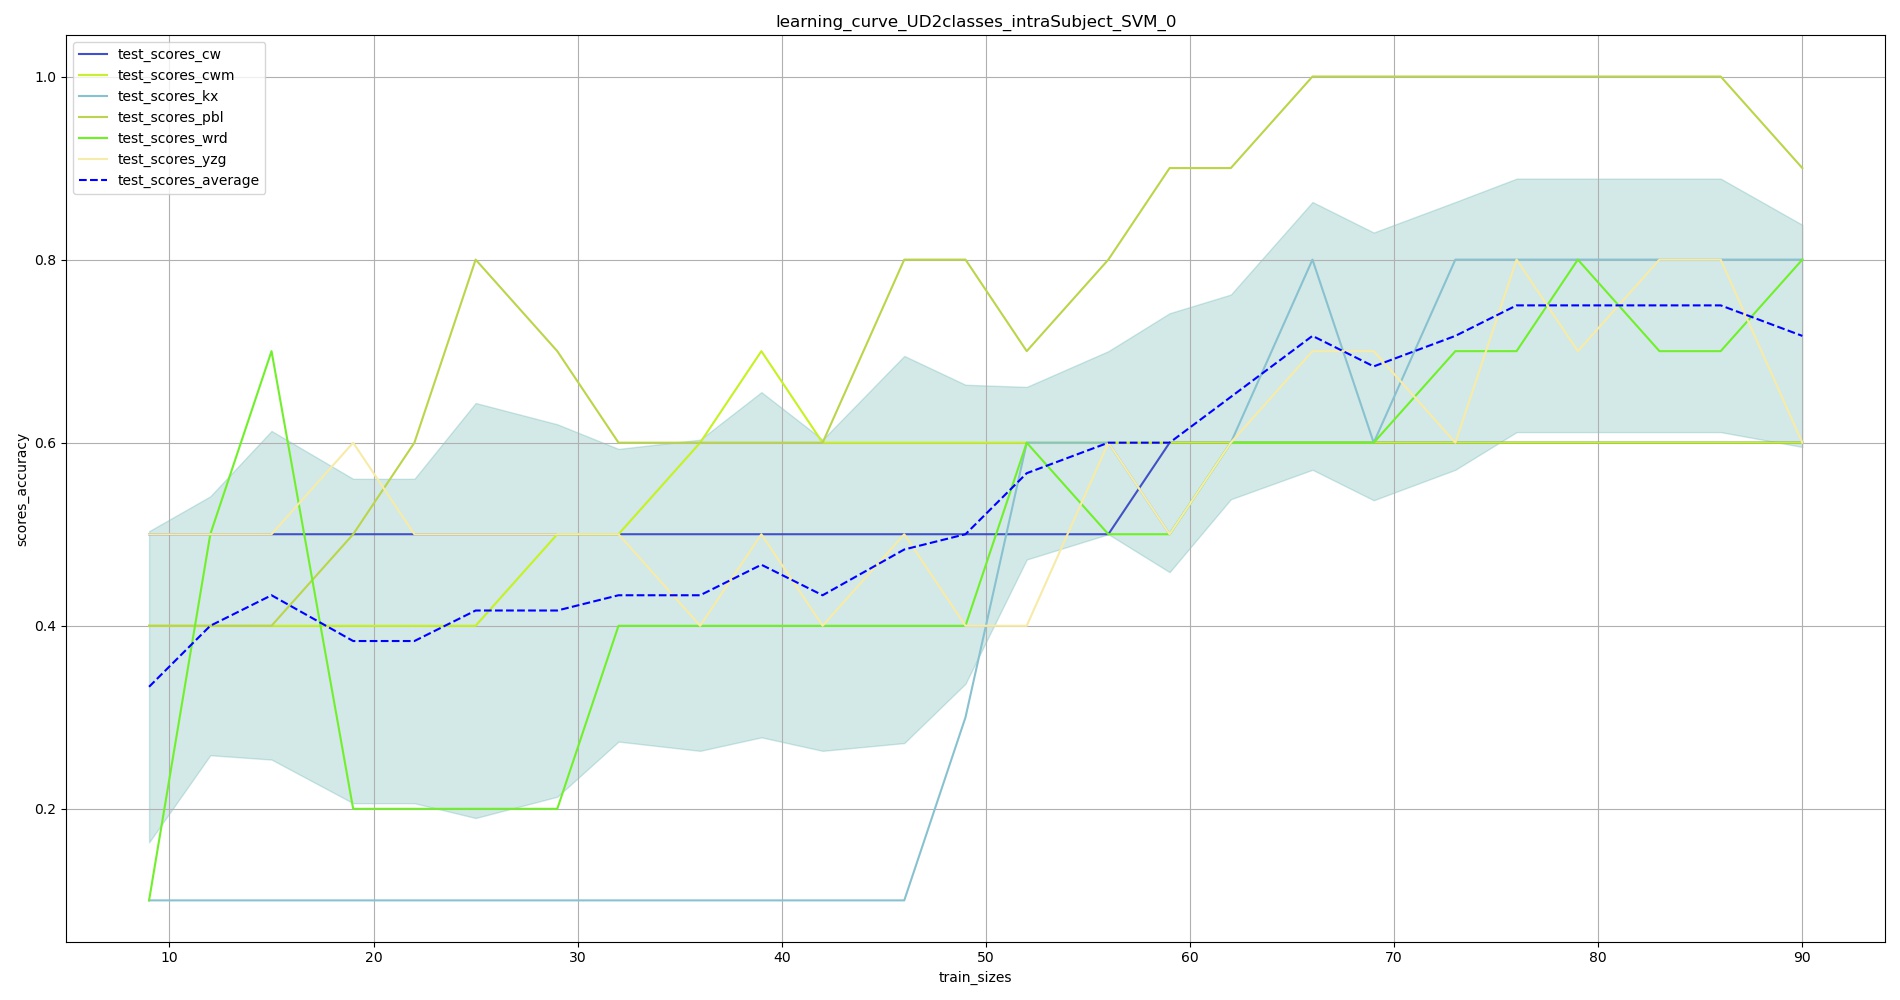 learning_curve_UD2classes_intraSubject_SVM_0
test_scores_cw
test_scores_cwm
test_scores_kx
test_scores_pbl
test_scores_wrd
test_scores_yzg
test_scores_average
scores_accuracy
1.0
0.8
0.6
0.4
0.2
10 20 30 40 50 60 70 80 90
train_sizes